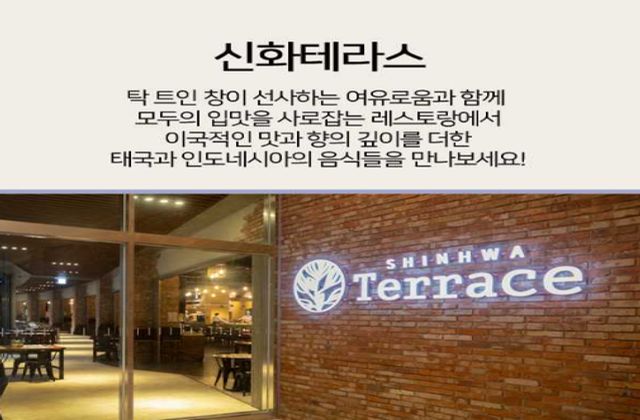 신화테라스
탁 트인 창이 선사하는 여유로움과 함께
모두의 입맛을 사로잡는 레스토랑에서
이국적인 맛과 향의 깊이를 더한
태국과 인도네시아의 음식들을 만나보세요!
SHINHWA
Terrace